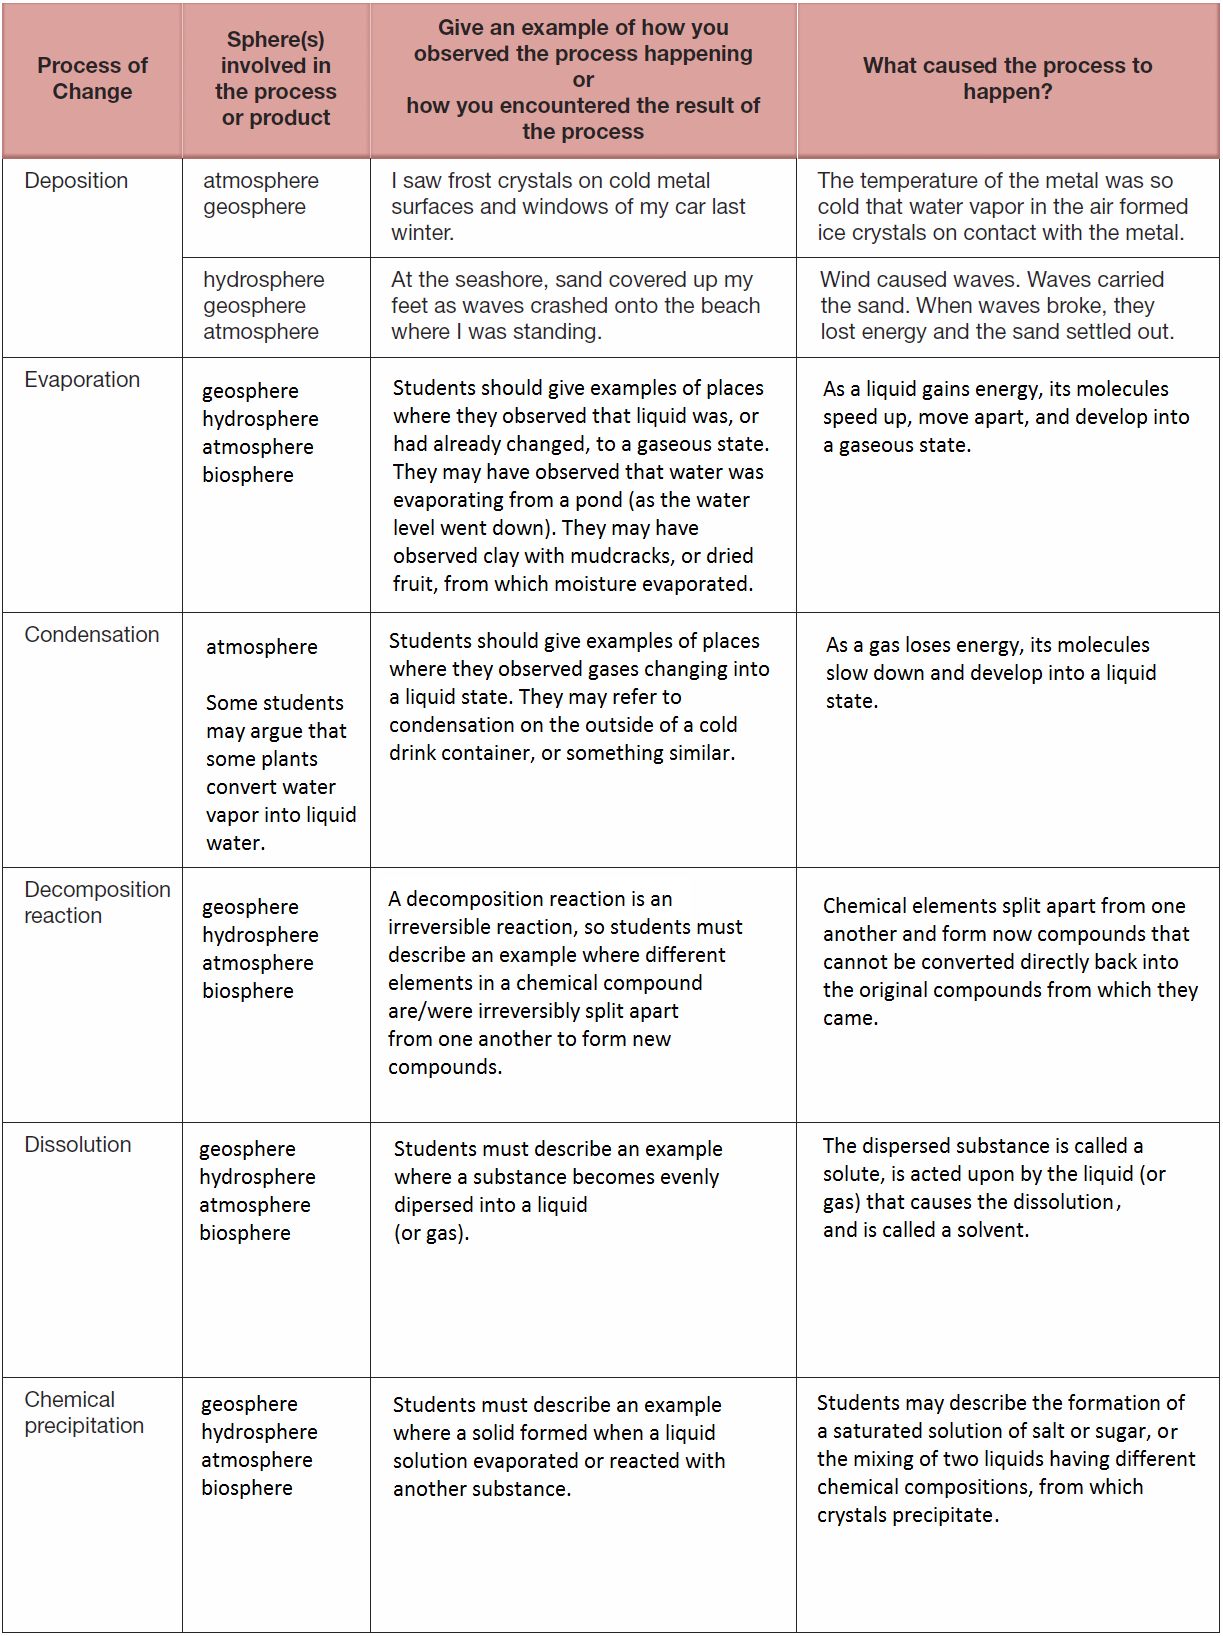 Process of
Change
Sphere(s)
involved in
the process
or product
Give an example of how you
observed the process happening
or
how you encountered the result of
the process
What caused the process to
happen?
Deposition
atmosphere
geosphere
I saw frost crystals on cold metal
surfaces and windows of my car last
winter.
The temperature of the metal was so
cold that water vapor in the air formed
ice crystals on contact with the metal.
hydrosphere
geosphere
atmosphere
At the seashore, sand covered up my
feet as waves crashed onto the beach
where I was standing.
Wind caused waves. Waves carried
the sand. When waves broke, they
lost energy and the sand settled out.
Evaporation
geosphere
hydrosphere
atmosphere
biosphere
Students should give examples of places
where they observed that liquid was, or
had already changed, to a gaseous state.
They may have observed that water was
evaporating from a pond (as the water
level went down). They may have
observed clay with mudcracks, or dried
fruit, from which moisture evaporated.
As a liquid gains energy, its molecules
speed up, move apart, and develop into
a gaseous state.
Condensation
atmosphere
Some students
may argue that
some plants
convert water
vapor into liquid
water.
Students should give examples of places
where they observed gases changing into
a liquid state. They may refer to
condensation on the outside of a cold
drink container, or something similar.
As a gas loses energy, its molecules
slow down and develop into a liquid
state.
Decomposition
reaction
geosphere
hydrosphere
atmosphere
biosphere
A decomposition reaction is an
irreversible reaction, so students must
describe an example where different
elements in a chemical compound
are/were irreversibly split apart
from one another to form new
compounds.
Chemical elements split apart from one
another and form now compounds that
cannot be converted directly back into
the original compounds from which they
came.
Dissolution
geosphere
hydrosphere
atmosphere
biosphere
Students must describe an example
where a substance becomes evenly
dipersed into a liquid
(or gas).
The dispersed substance is called a
solute, is acted upon by the liquid (or
gas) that causes the dissolution,
and is called a solvent.
Chemical
precipitation
geosphere
hydrosphere
atmosphere
biosphere
Students must describe an example
where a solid formed when a liquid
solution evaporated or reacted with
another substance.
Students may describe the formation of
a saturated solution of salt or sugar, or
the mixing of two liquids having different
chemical compositions, from which
crystals precipitate.